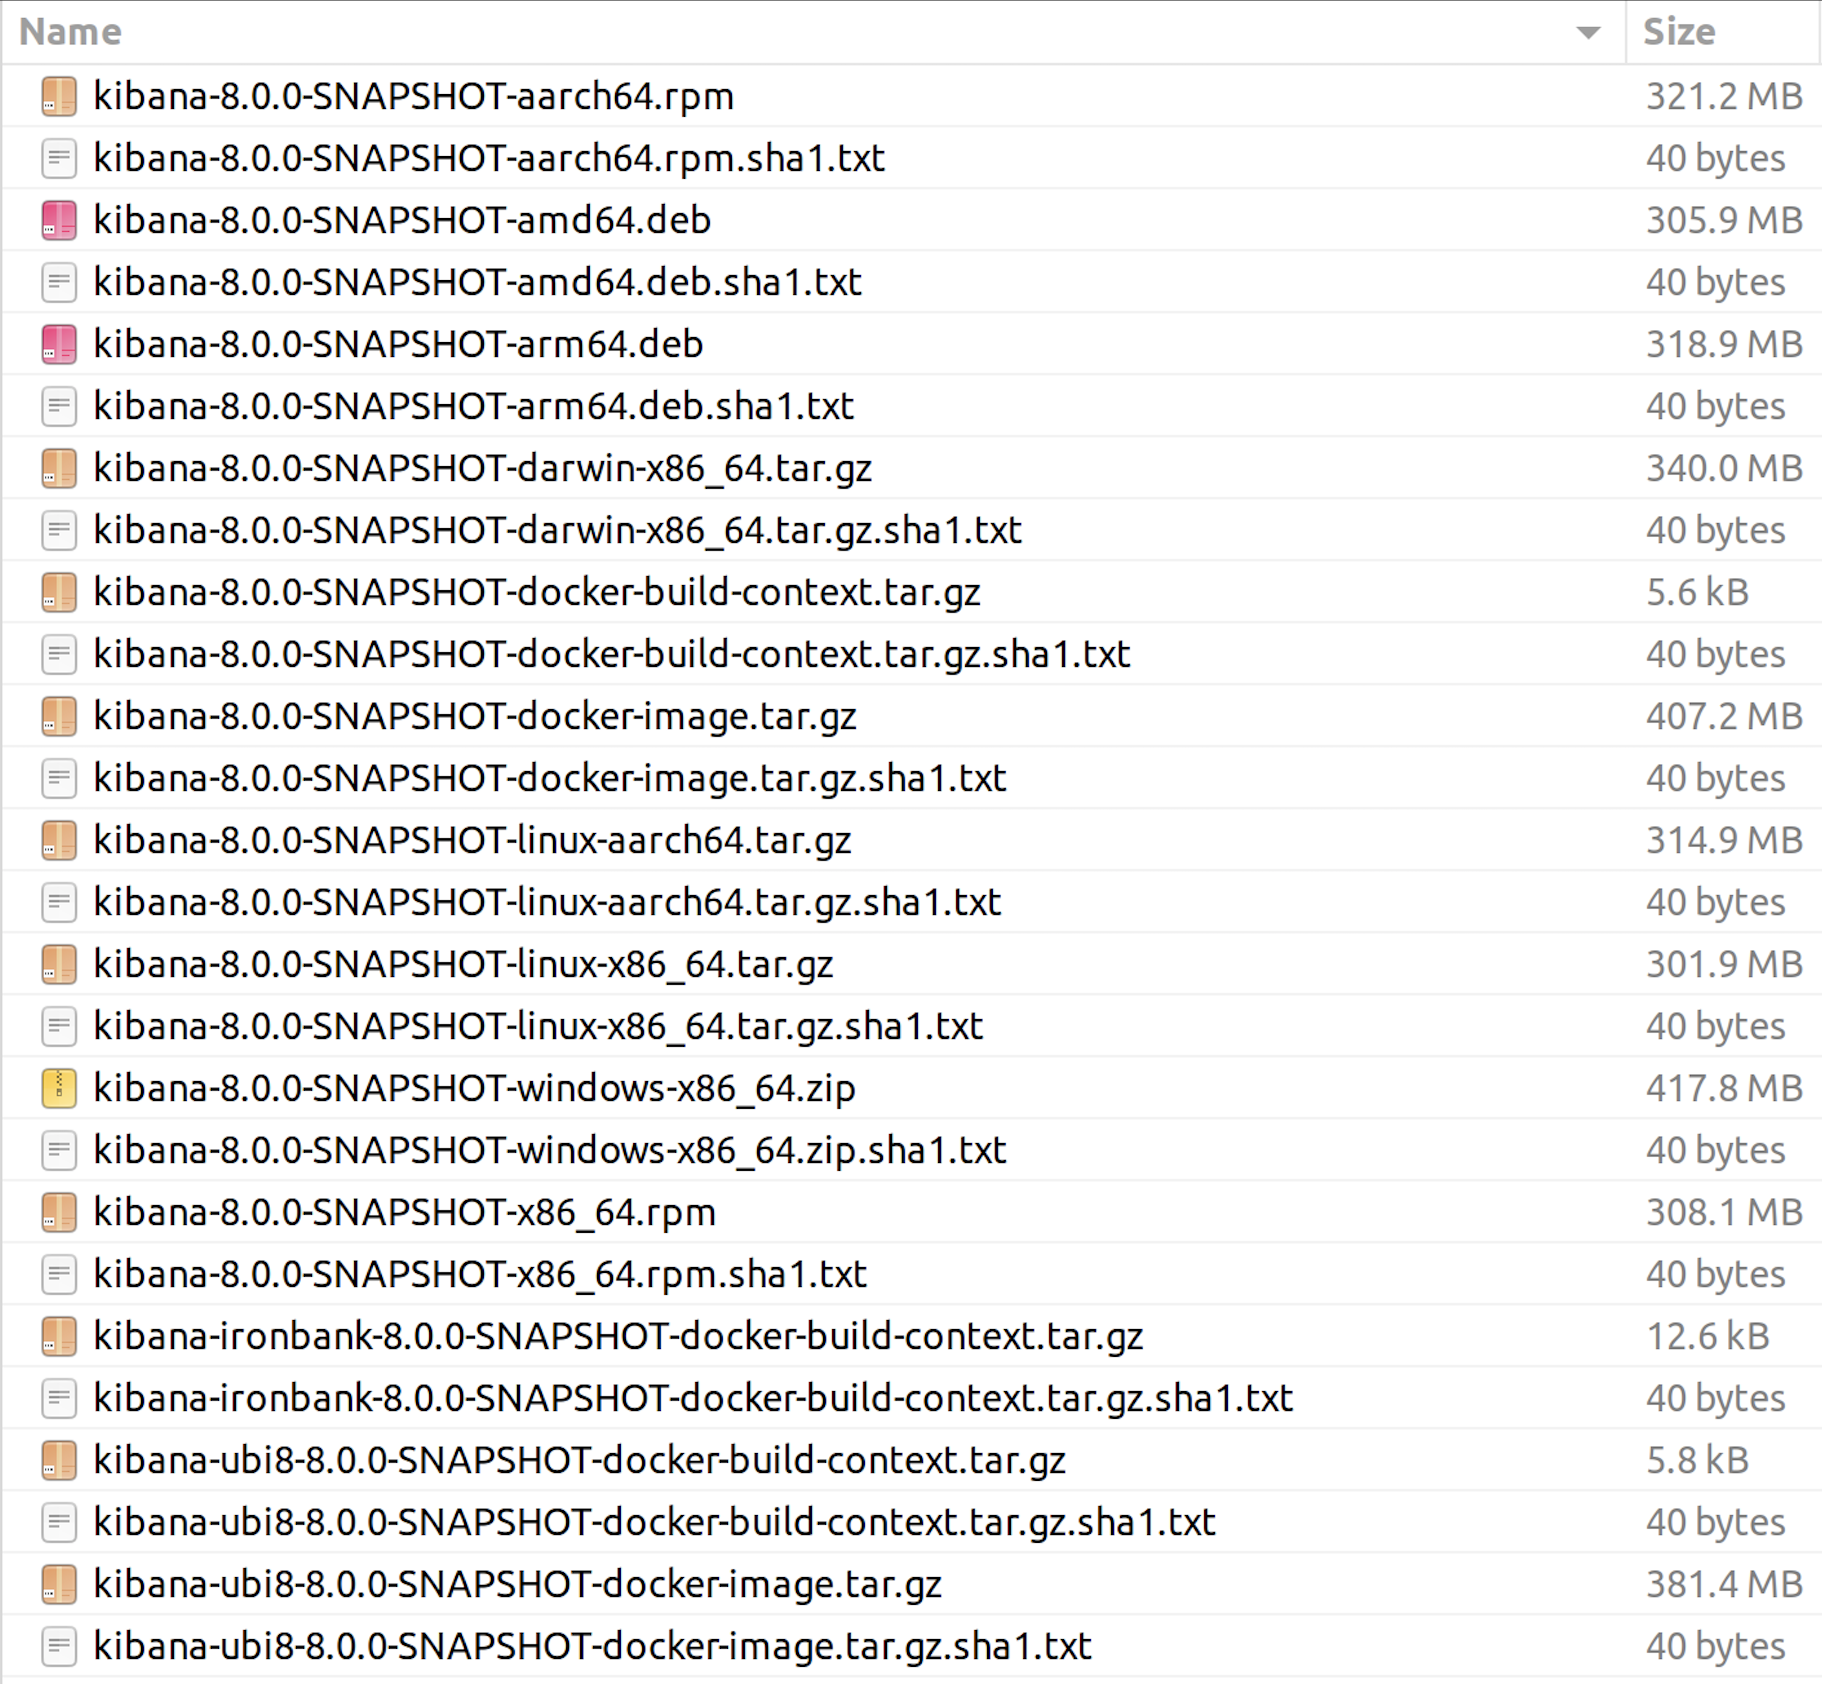 Name Size
kibana-8.0.0-SNAPSHOT-aarch64.rpm 321.2 MB
kibana-8.0.0-SNAPSHOT-aarch64.rpm.sha1.txt 40 bytes
kibana-8.0.0-SNAPSHOT-amd64.deb 305.9 MB
kibana-8.0.0-SNAPSHOT-amd64.deb.sha1.txt 40 bytes
kibana-8.0.0-SNAPSHOT-arm64.deb 318.9 MB
kibana-8.0.0-SNAPSHOT-arm64.deb.sha1.txt 40 bytes
kibana-8.0.0-SNAPSHOT-darwin-x86_64.tar.gz 340.0 MB
kibana-8.0.0-SNAPSHOT-darwin-x86_64.tar.gz.sha1.txt 40 bytes
kibana-8.0.0-SNAPSHOT-docker-build-context.tar.gz 5.6 kB
kibana-8.0.0-SNAPSHOT-docker-build-context.tar.gz.sha1.txt 40 bytes
kibana-8.0.0-SNAPSHOT-docker-image.tar.gz 407.2 MB
kibana-8.0.0-SNAPSHOT-docker-image.tar.gz.sha1.txt 40 bytes
kibana-8.0.0-SNAPSHOT-linux-aarch64.tar.gz 314.9 MB
kibana-8.0.0-SNAPSHOT-linux-aarch64.tar.gz.sha1.txt 40 bytes
kibana-8.0.0-SNAPSHOT-linux-x86_64.tar.gz 301.9 MB
kibana-8.0.0-SNAPSHOT-linux-x86_64.tar.gz.sha1.txt 40 bytes
kibana-8.0.0-SNAPSHOT-windows-x86_64.zip 417.8 MB
kibana-8.0.0-SNAPSHOT-windows-x86_64.zip.sha1.txt 40 bytes
kibana-8.0.0-SNAPSHOT-x86_64.rpm 308.1 MB
kibana-8.0.0-SNAPSHOT-x86_64.rpm.sha1.txt 40 bytes
kibana-ironbank-8.0.0-SNAPSHOT-docker-build-context.tar.gz 12.6 kB
kibana-ironbank-8.0.0-SNAPSHOT-docker-build-context.tar.gz.sha1.txt 40 bytes
kibana-ubi8-8.0.0-SNAPSHOT-docker-build-context.tar.gz 5.8 kB
kibana-ubi8-8.0.0-SNAPSHOT-docker-build-context.tar.gz.sha1.txt 40 bytes
kibana-ubi8-8.0.0-SNAPSHOT-docker-image.tar.gz 381.4 MB
kibana-ubi8-8.0.0-SNAPSHOT-docker-image.tar.gz.sha1.txt 40 bytes